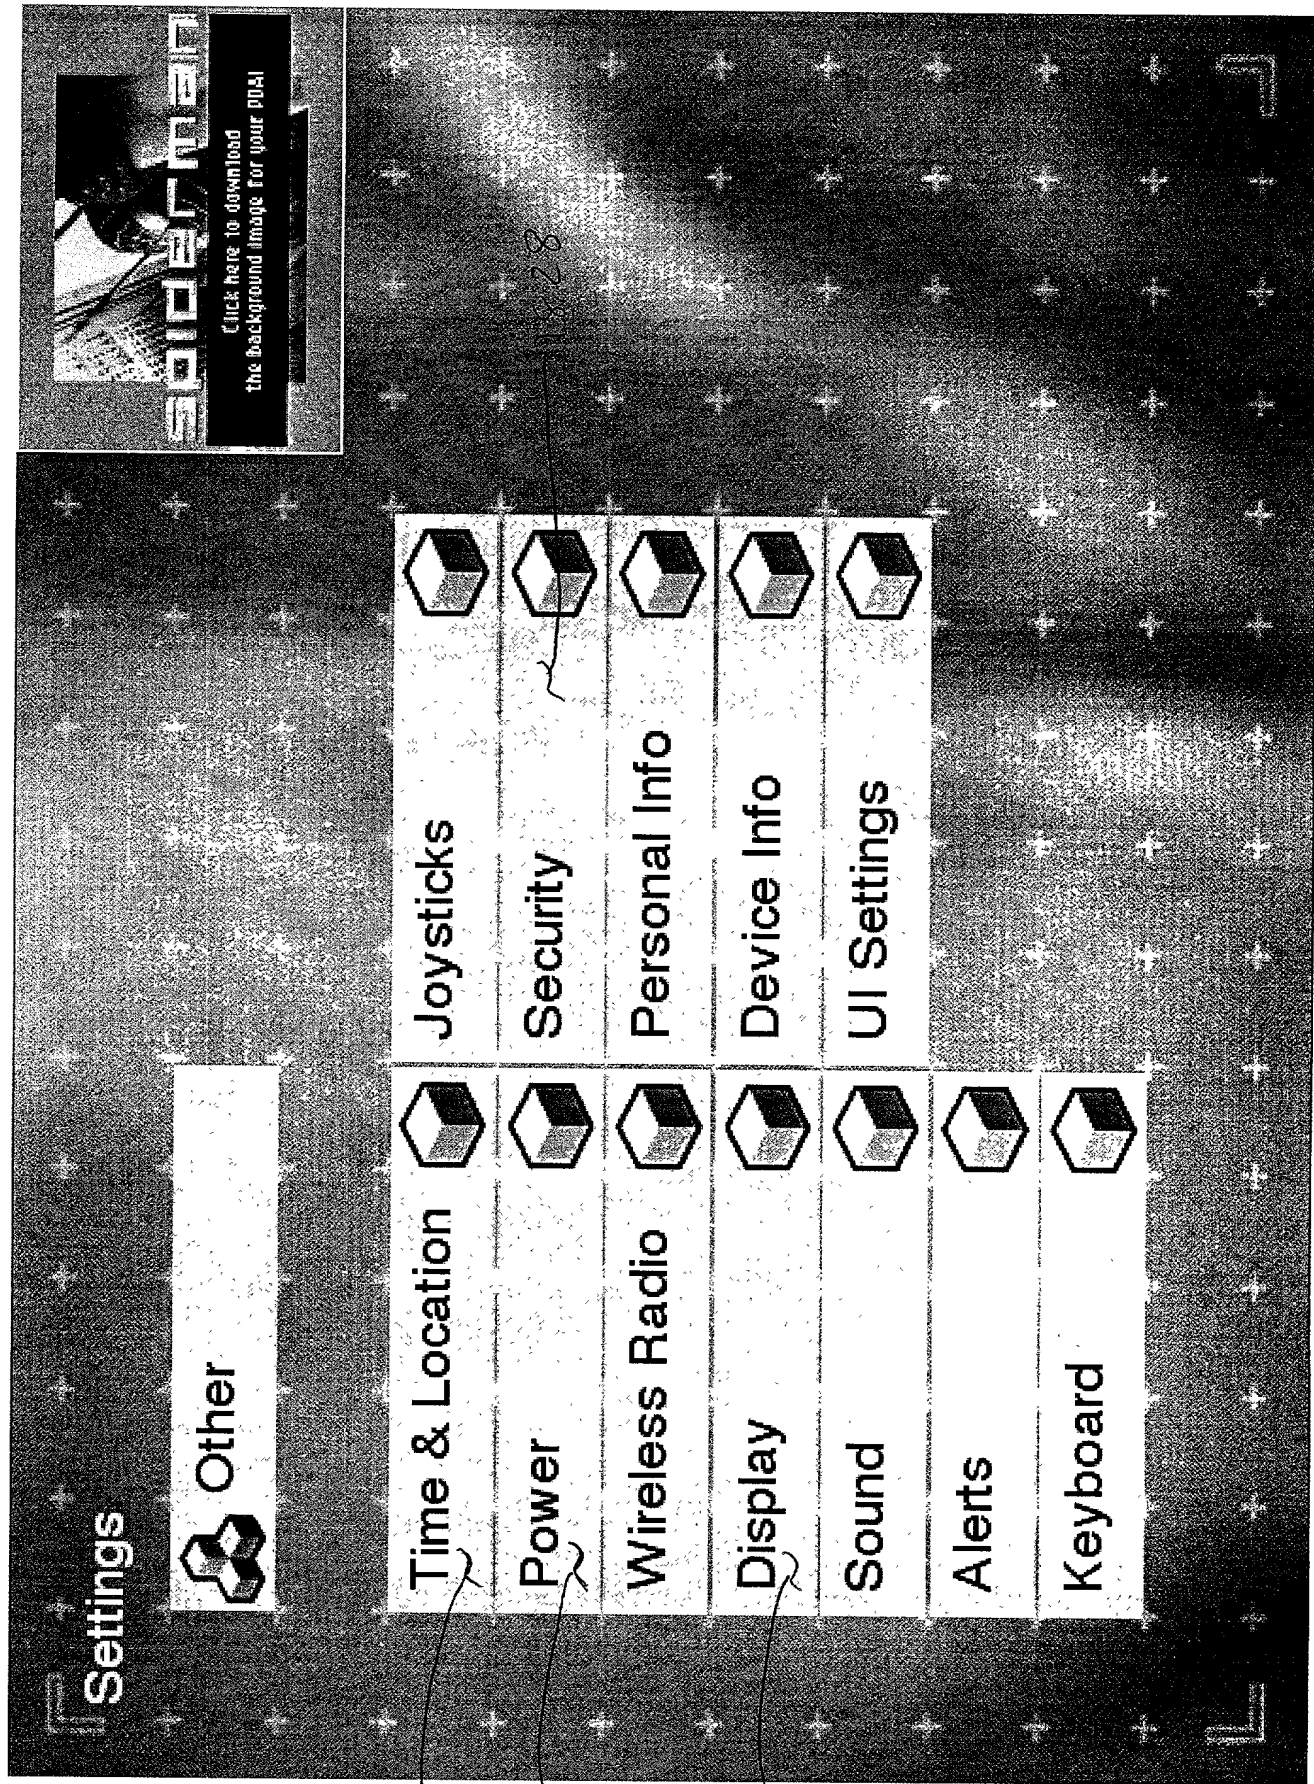 Settings
spiderman
Click here to download
the background image for your PDA!
Other
Time & Location
Power
Wireless Radio
Display
Sound
Alerts
Keyboard
Joysticks
Security
Personal Info
Device Info
UI Settings